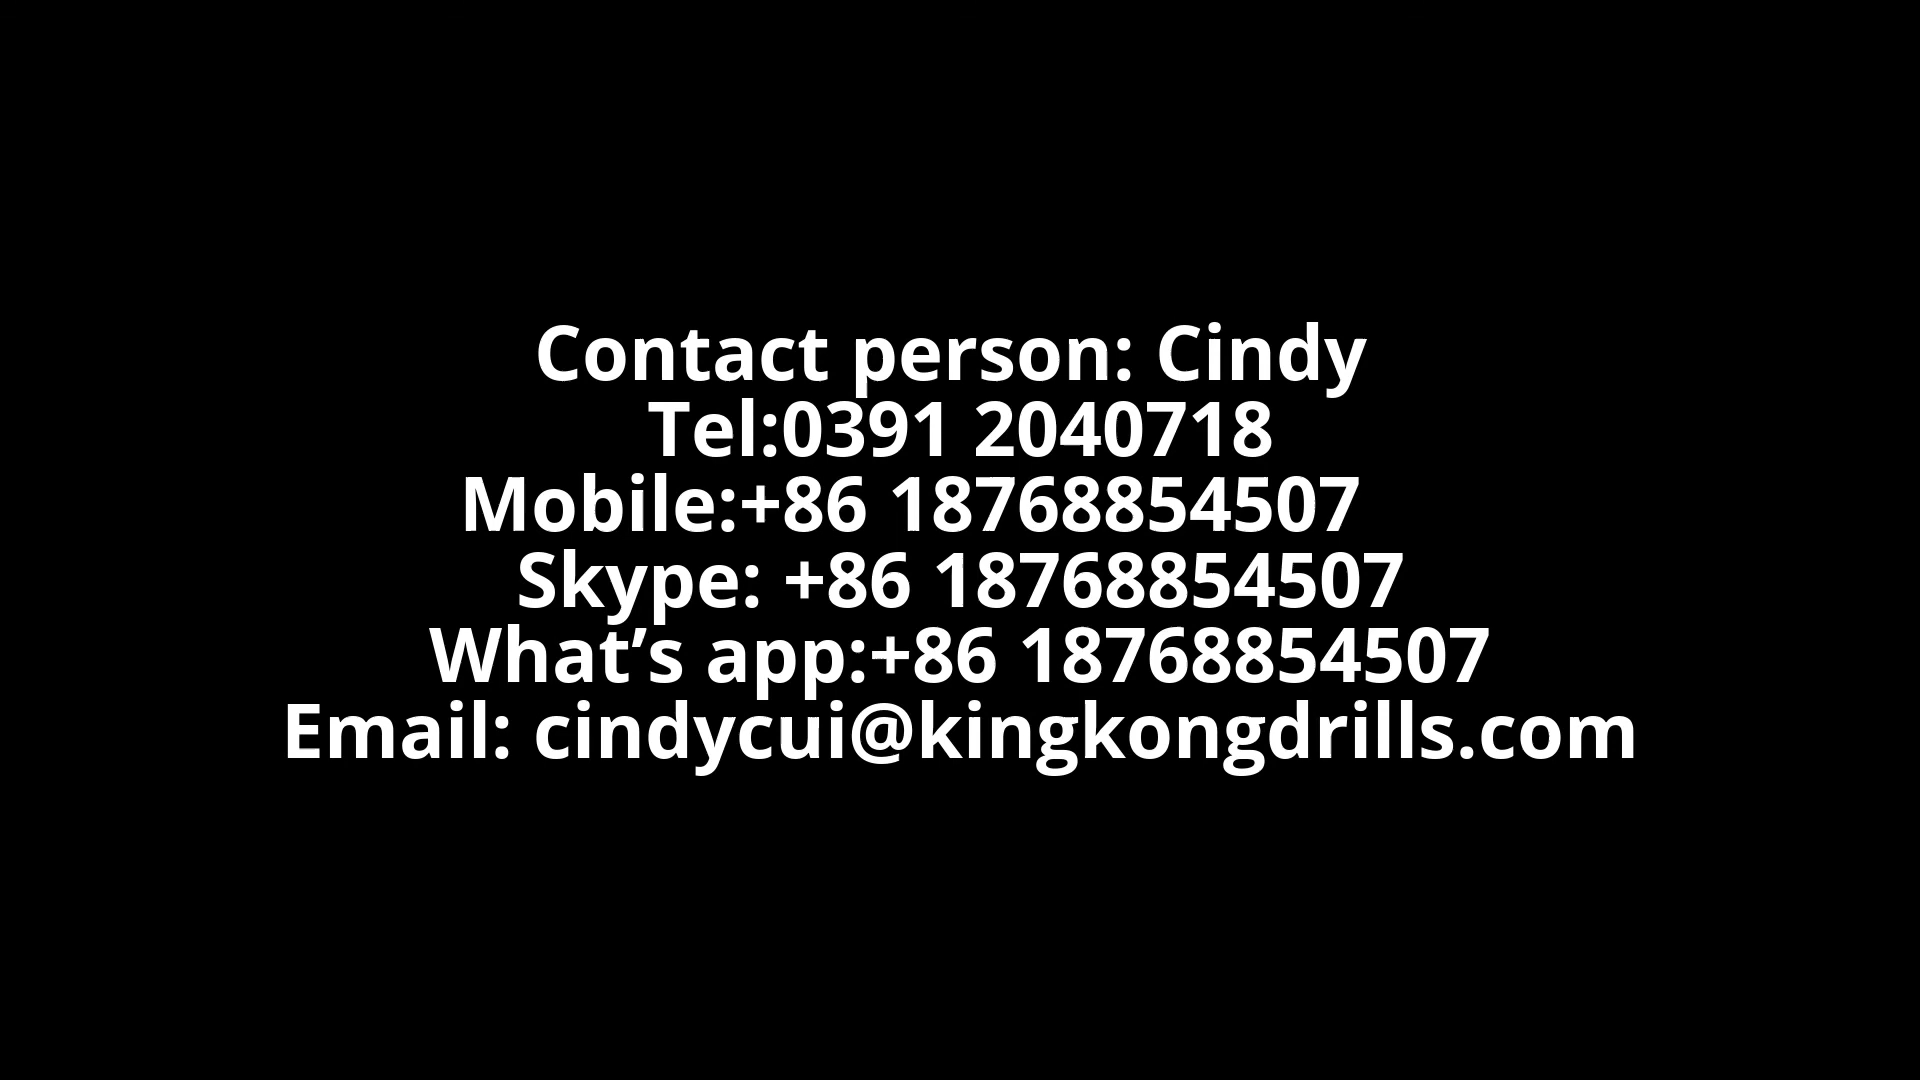 Contact person: Cindy
Tel:0391 2040718
Mobile:+86 18768854507
Skype: +86 18768854507
What’s app:+86 18768854507
Email: cindycui@kingkongdrills.com